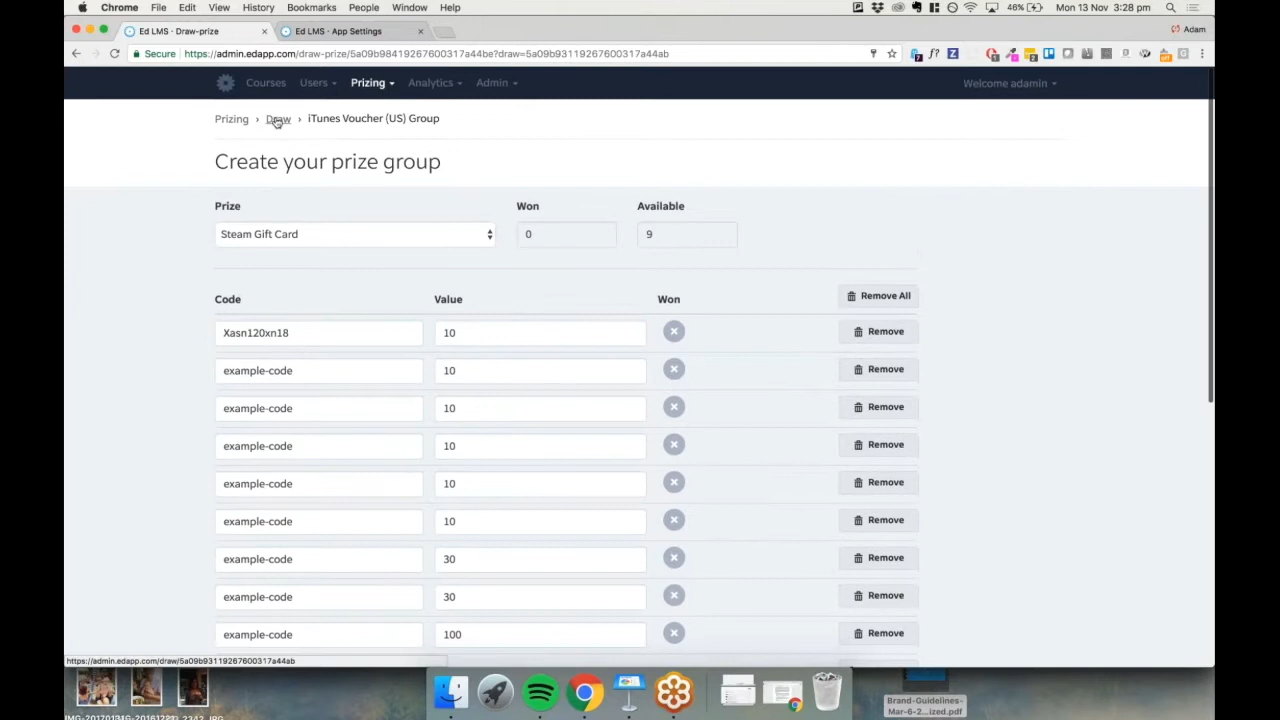 Chrome File Edit View History Bookmarks People Window Help 46% Mon 13 Nov 3:28 pm
Ed LMS · Draw-prize × Ed LMS · App Settings × Adam
Secure https://admin.edapp.com/draw-prize/5a09b98419267600317a44be?draw=5a09b93119267600317a44ab
Courses Users Prizing Analytics Admin Welcome adamin
Prizing › Draw › iTunes Voucher (US) Group
Create your prize group
Prize Won Available
Steam Gift Card 0 9
Code Value Won Remove All
Xasn120xn18 10 Remove
example-code 10 Remove
example-code 10 Remove
example-code 10 Remove
example-code 10 Remove
example-code 10 Remove
example-code 30 Remove
example-code 30 Remove
example-code 100 Remove
https://admin.edapp.com/draw/5a09b93119267600317a44ab
Brand-Guidelines-
Mar-6-2...ized.pdf